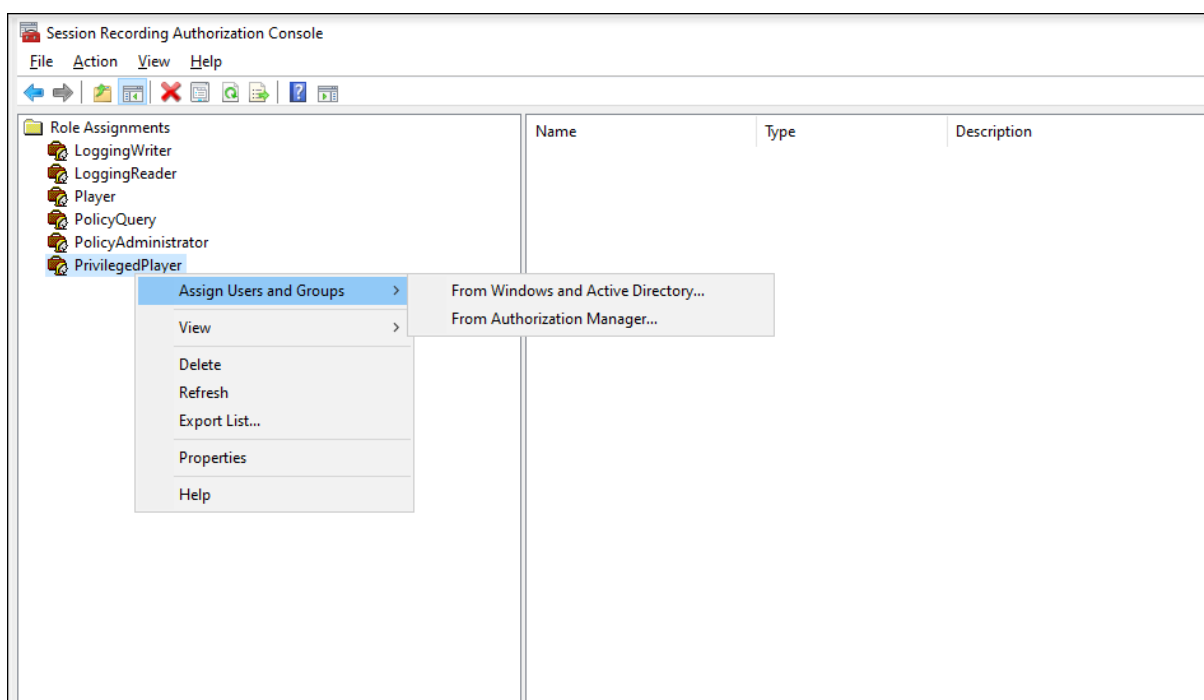 Session Recording Authorization Console
File Action View Help
Role Assignments
LoggingWriter
LoggingReader
Player
PolicyQuery
PolicyAdministrator
PrivilegedPlayer
Name Type Description
Assign Users and Groups
View
Delete
Refresh
Export List...
Properties
Help
From Windows and Active Directory...
From Authorization Manager...